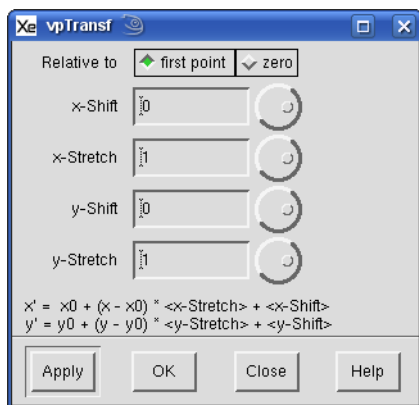 Xe vpTransf
Relative to first point zero
x-Shift 0
x-Stretch 1
y-Shift 0
y-Stretch 1
x' = x0 + (x - x0) * <x-Stretch> + <x-Shift>
y' = y0 + (y - y0) * <y-Stretch> + <y-Shift>
Apply OK Close Help